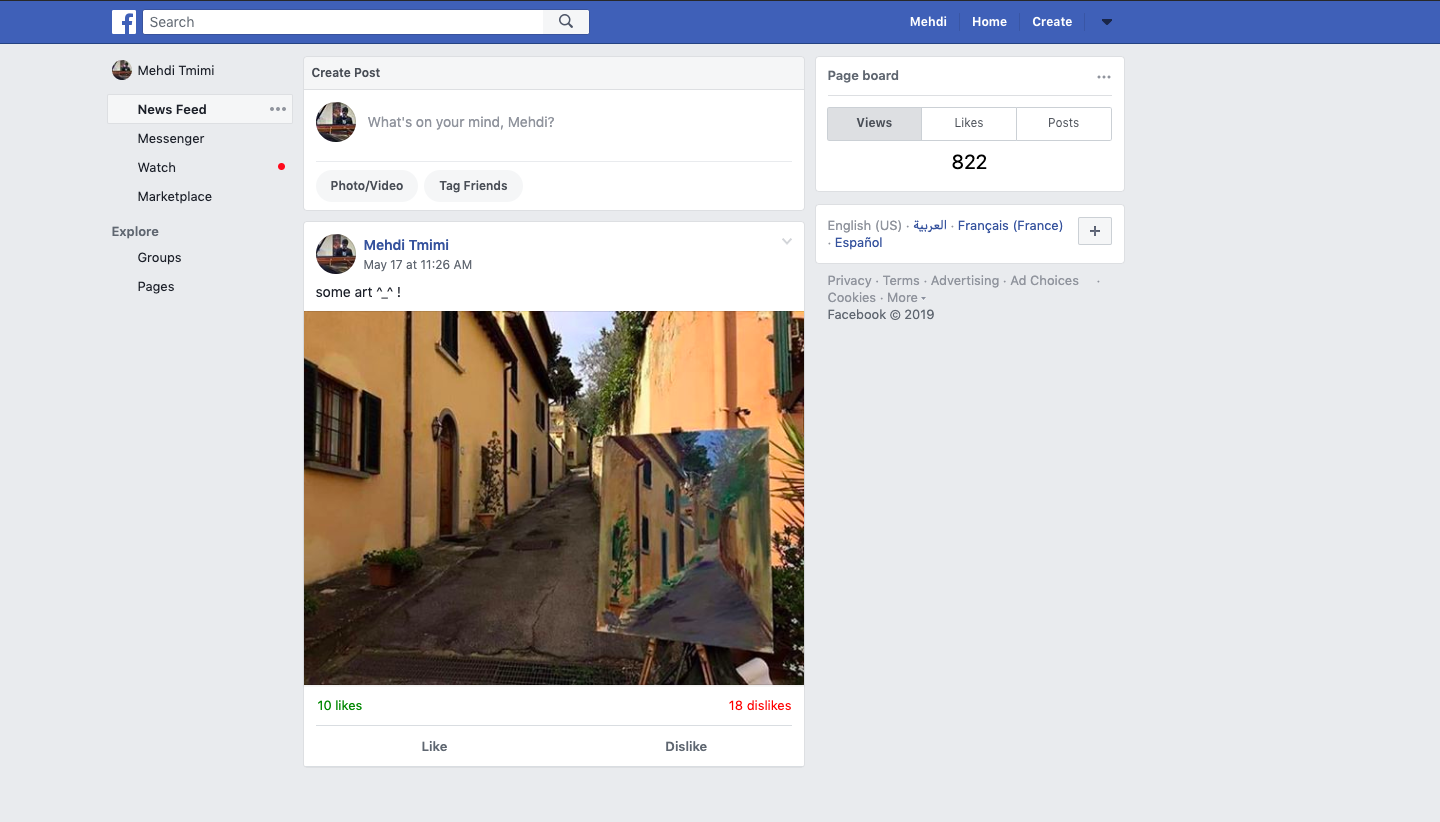 Search
Mehdi
Home
Create
Mehdi Tmimi
News Feed
Messenger
Watch
Marketplace
Explore
Groups
Pages
Create Post
What's on your mind, Mehdi?
Photo/Video
Tag Friends
Mehdi Tmimi
May 17 at 11:26 AM
some art ^_^ !
10 likes
18 dislikes
Like
Dislike
Page board
Views
Likes
Posts
822
English (US) · العربية · Français (France)
· Español
Privacy · Terms · Advertising · Ad Choices ·
Cookies · More
Facebook © 2019